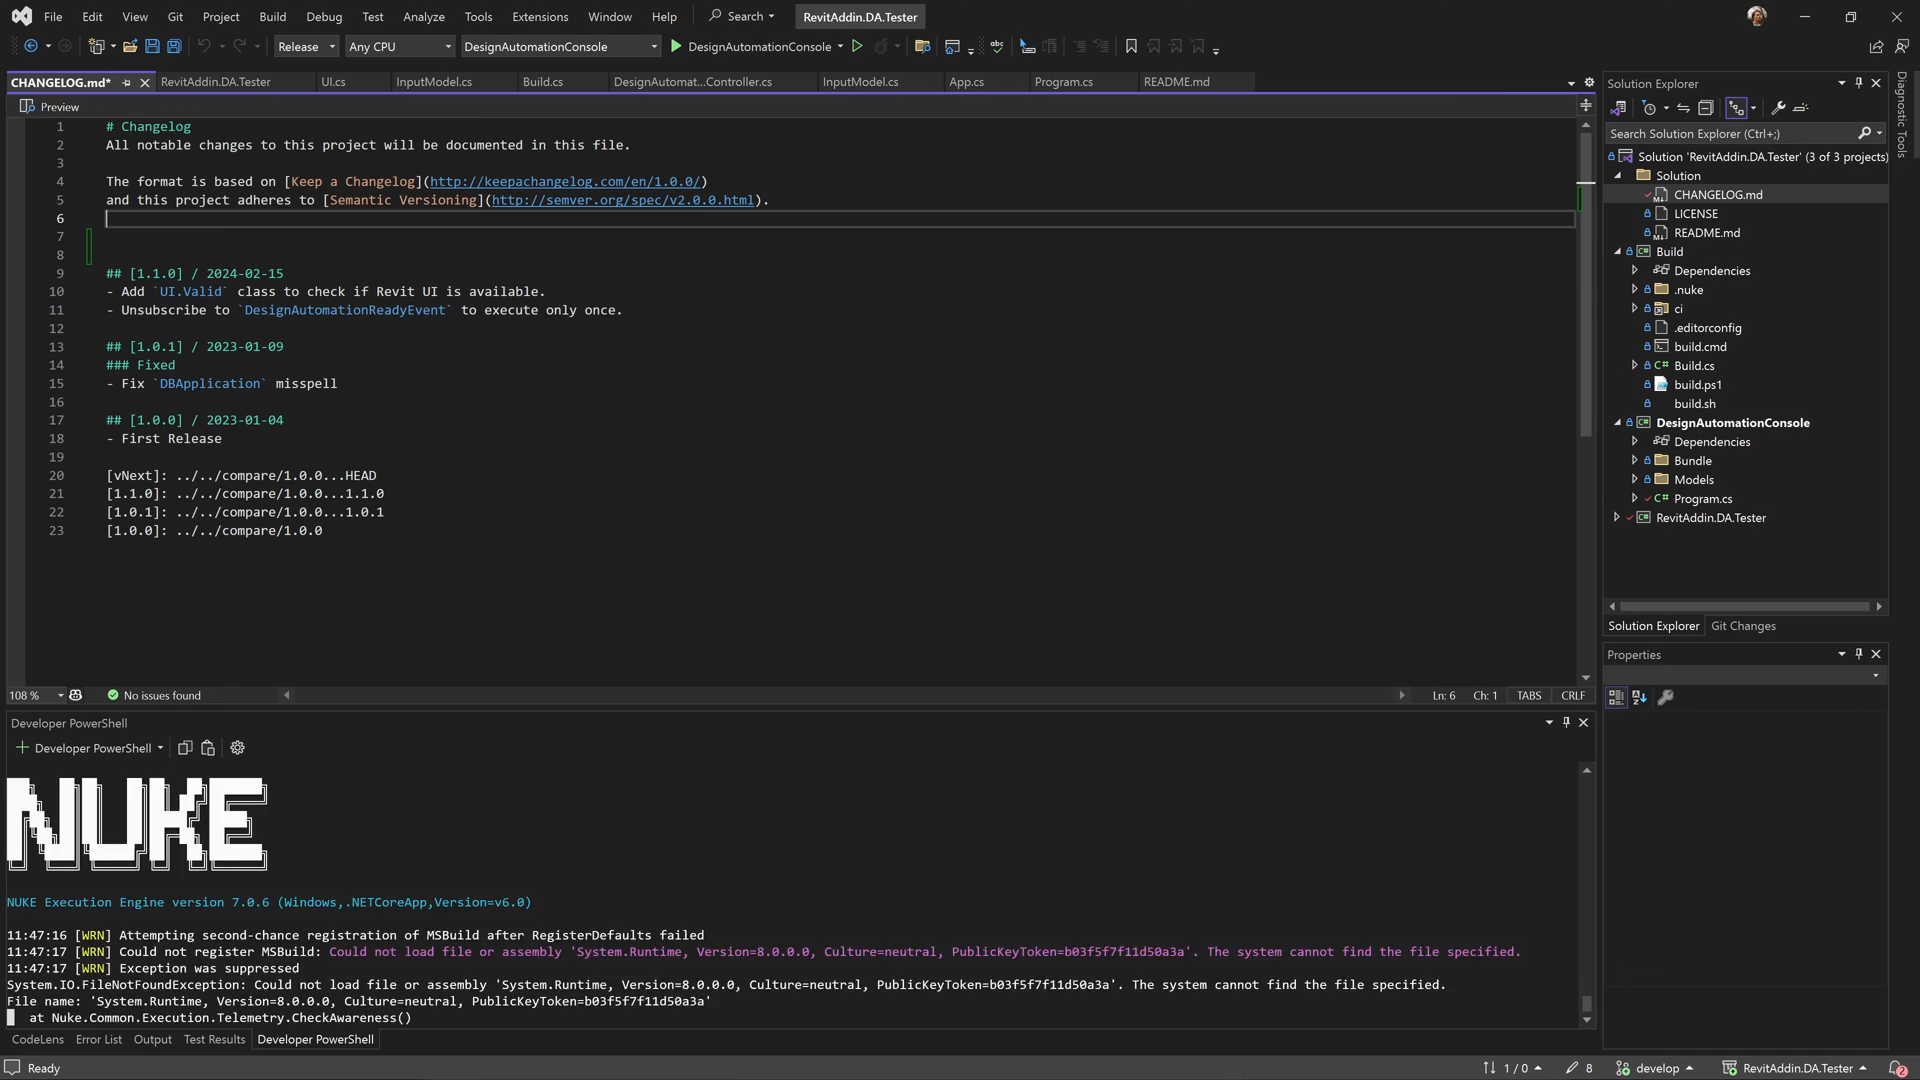 File Edit View Git Project Build Debug Test Analyze Tools Extensions Window Help Search RevitAddin.DA.Tester
Release Any CPU DesignAutomationConsole DesignAutomationConsole
CHANGELOG.md* RevitAddin.DA.Tester UI.cs InputModel.cs Build.cs DesignAutomat...Controller.cs InputModel.cs App.cs Program.cs README.md
Preview
1 # Changelog
2 All notable changes to this project will be documented in this file.
3
4 The format is based on [Keep a Changelog](http://keepachangelog.com/en/1.0.0/)
5 and this project adheres to [Semantic Versioning](http://semver.org/spec/v2.0.0.html).
6
7
8
9 ## [1.1.0] / 2024-02-15
10 - Add `UI.Valid` class to check if Revit UI is available.
11 - Unsubscribe to `DesignAutomationReadyEvent` to execute only once.
12
13 ## [1.0.1] / 2023-01-09
14 ### Fixed
15 - Fix `DBApplication` misspell
16
17 ## [1.0.0] / 2023-01-04
18 - First Release
19
20 [vNext]: ../../compare/1.0.0...HEAD
21 [1.1.0]: ../../compare/1.0.0...1.1.0
22 [1.0.1]: ../../compare/1.0.0...1.0.1
23 [1.0.0]: ../../compare/1.0.0
108 % No issues found Ln: 6 Ch: 1 TABS CRLF
Developer PowerShell
Developer PowerShell
NUKE
NUKE Execution Engine version 7.0.6 (Windows,.NETCoreApp,Version=v6.0)
11:47:16 [WRN] Attempting second-chance registration of MSBuild after RegisterDefaults failed
11:47:17 [WRN] Could not register MSBuild: Could not load file or assembly 'System.Runtime, Version=8.0.0.0, Culture=neutral, PublicKeyToken=b03f5f7f11d50a3a'. The system cannot find the file specified.
11:47:17 [WRN] Exception was suppressed
System.IO.FileNotFoundException: Could not load file or assembly 'System.Runtime, Version=8.0.0.0, Culture=neutral, PublicKeyToken=b03f5f7f11d50a3a'. The system cannot find the file specified.
File name: 'System.Runtime, Version=8.0.0.0, Culture=neutral, PublicKeyToken=b03f5f7f11d50a3a'
at Nuke.Common.Execution.Telemetry.CheckAwareness()
CodeLens Error List Output Test Results Developer PowerShell
Solution Explorer
Search Solution Explorer (Ctrl+;)
Solution 'RevitAddin.DA.Tester' (3 of 3 projects)
Solution
CHANGELOG.md
LICENSE
README.md
Build
Dependencies
.nuke
ci
.editorconfig
build.cmd
Build.cs
build.ps1
build.sh
DesignAutomationConsole
Dependencies
Bundle
Models
Program.cs
RevitAddin.DA.Tester
Solution Explorer Git Changes
Properties
Diagnostic Tools
Ready 1 / 0 8 develop RevitAddin.DA.Tester 2